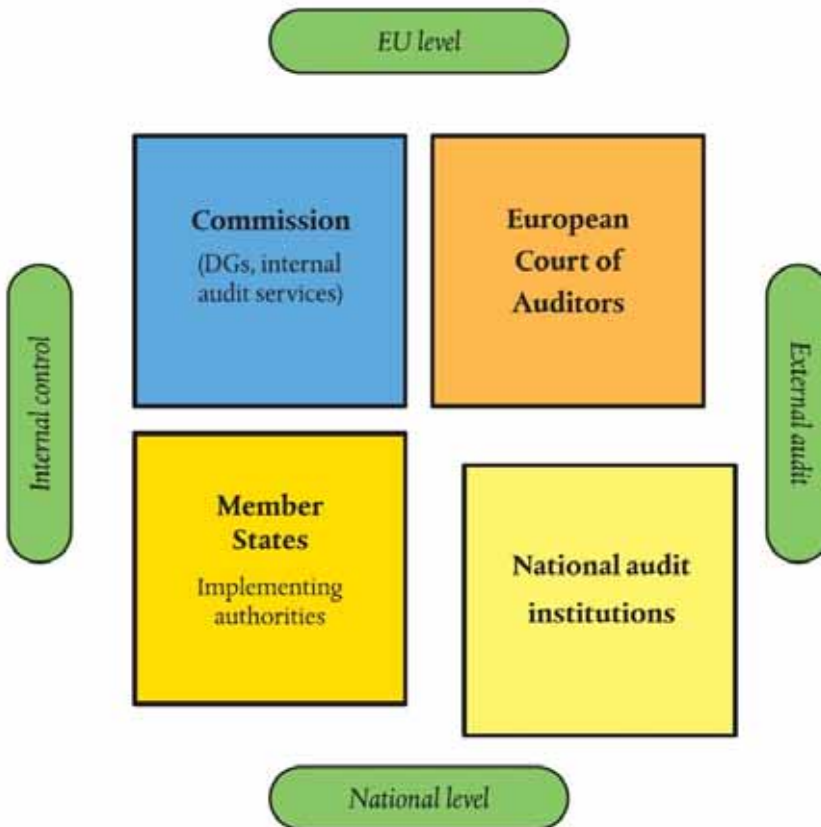 EU level
Commission
(DGs, internal
audit services)
European
Court of
Auditors
Internal control
External audit
Member
States
Implementing
authorities
National audit
institutions
National level